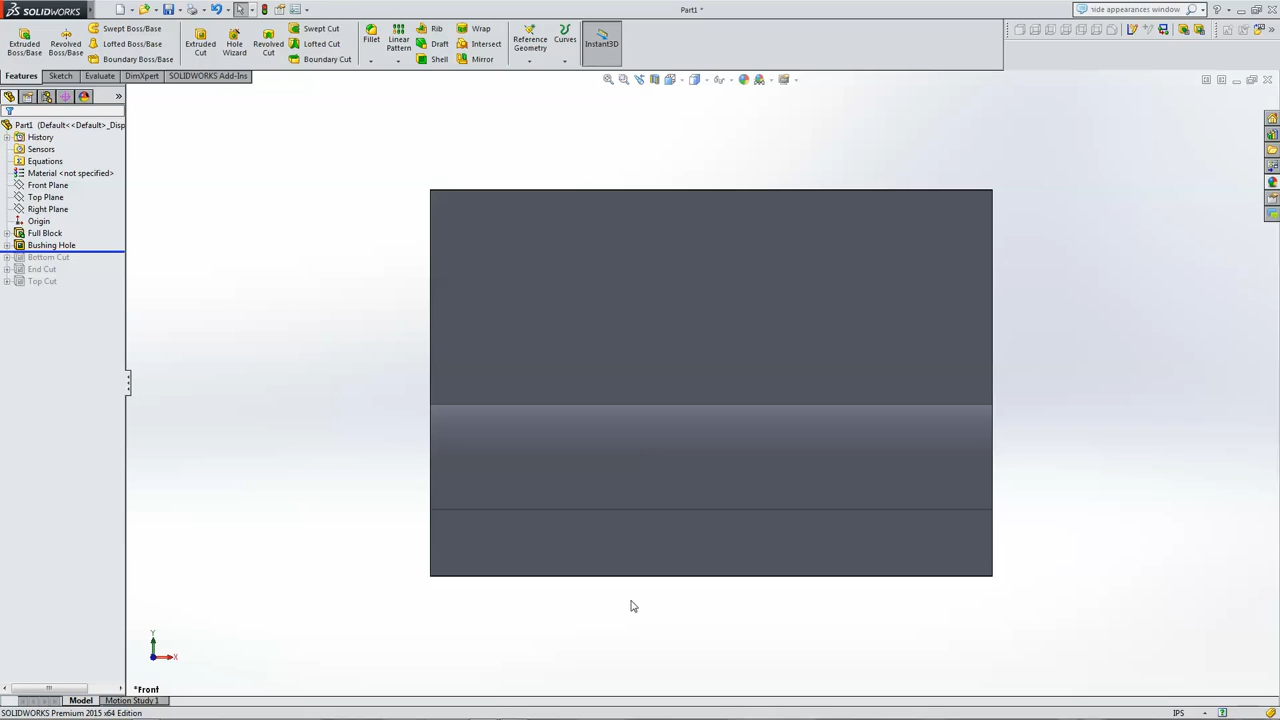 SOLIDWORKS
Part1 *
side appearances window
Extruded Boss/Base
Revolved Boss/Base
Swept Boss/Base
Lofted Boss/Base
Boundary Boss/Base
Extruded Cut
Hole Wizard
Revolved Cut
Swept Cut
Lofted Cut
Boundary Cut
Fillet
Linear Pattern
Rib
Draft
Shell
Wrap
Intersect
Mirror
Reference Geometry
Curves
Instant3D
Features
Sketch
Evaluate
DimXpert
SOLIDWORKS Add-Ins
Part1 (Default<<Default>_Disp
History
Sensors
Equations
Material <not specified>
Front Plane
Top Plane
Right Plane
Origin
Full Block
Bushing Hole
Bottom Cut
End Cut
Top Cut
Y
X
*Front
Model
Motion Study 1
SOLIDWORKS Premium 2015 x64 Edition
IPS